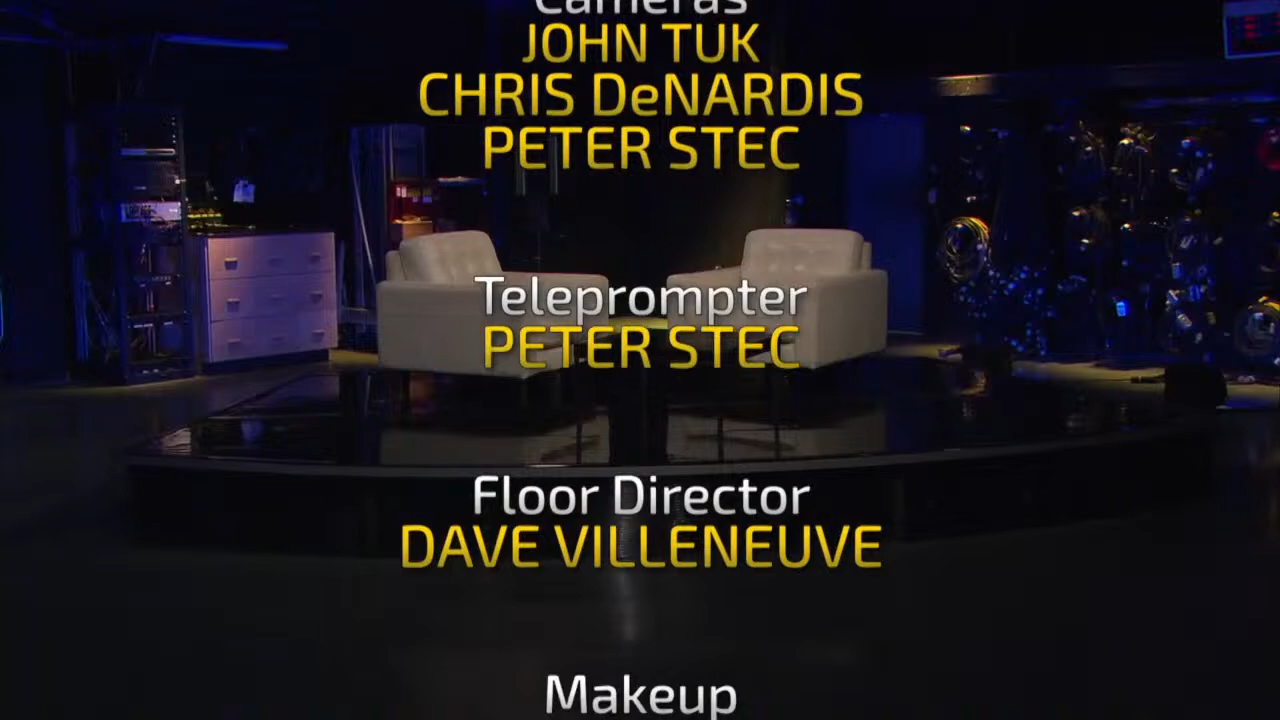 Cameras
JOHN TUK
CHRIS DeNARDIS
PETER STEC
Teleprompter
PETER STEC
Floor Director
DAVE VILLENEUVE
Makeup